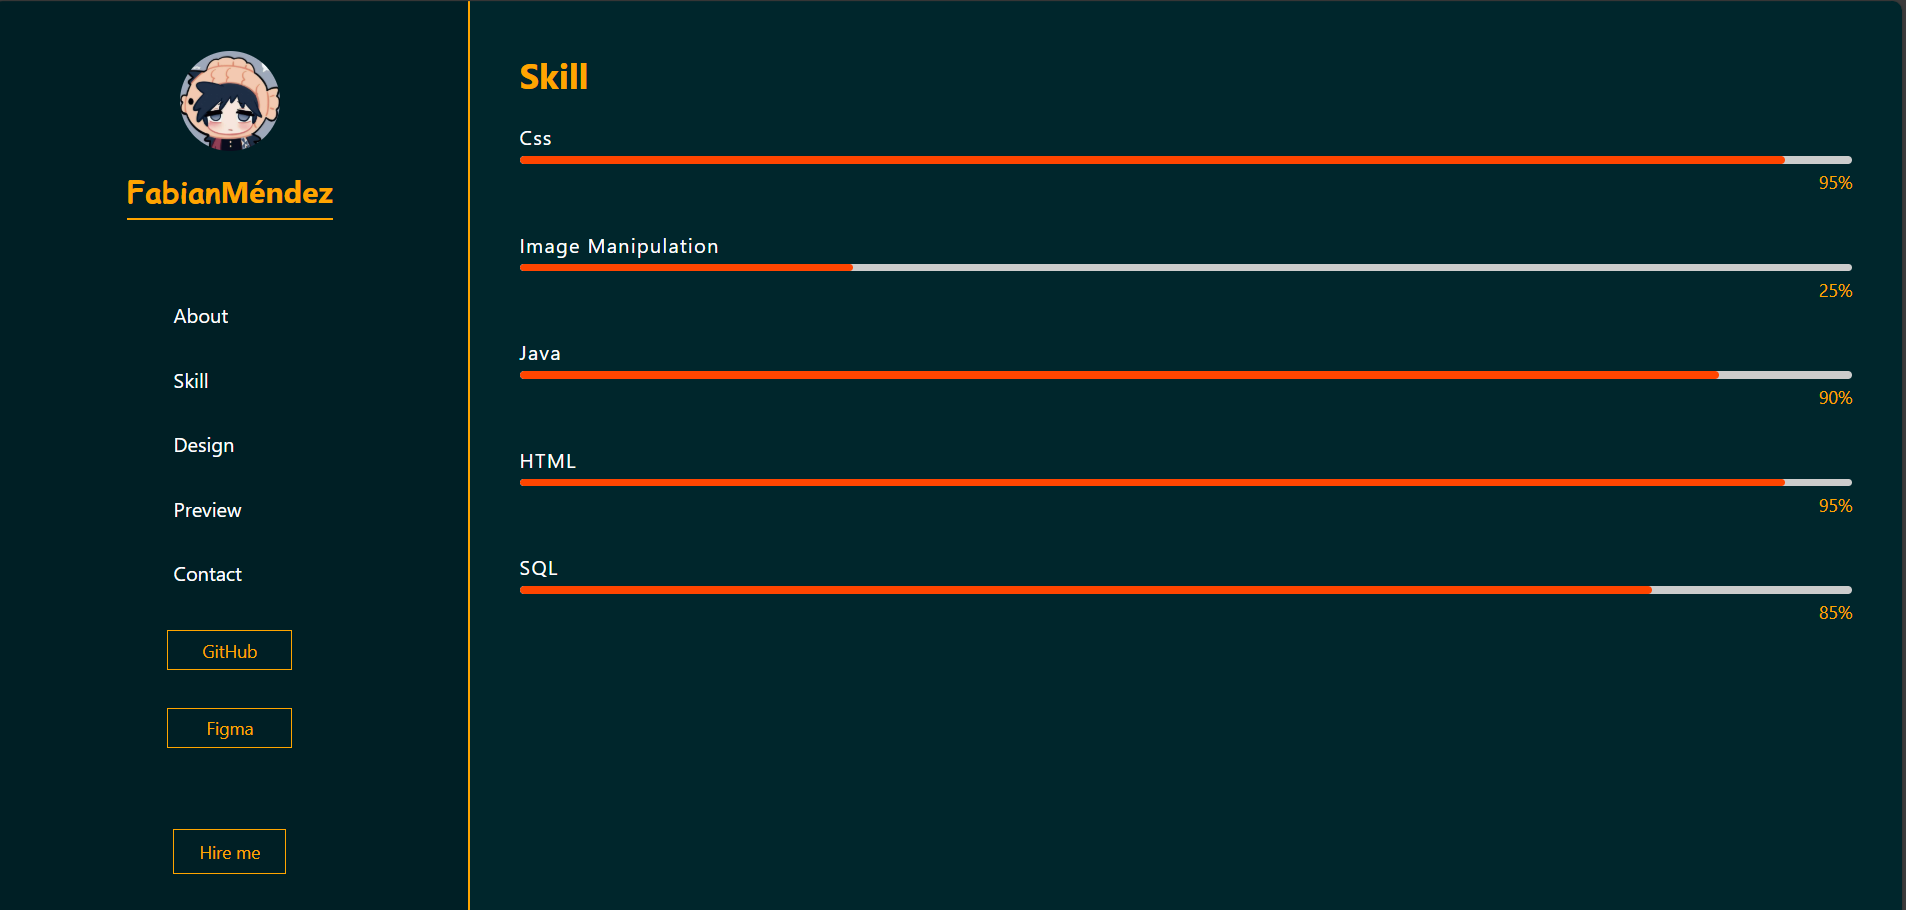 FabianMéndez
About
Skill
Design
Preview
Contact
GitHub
Figma
Hire me
Skill
Css
95%
Image Manipulation
25%
Java
90%
HTML
95%
SQL
85%